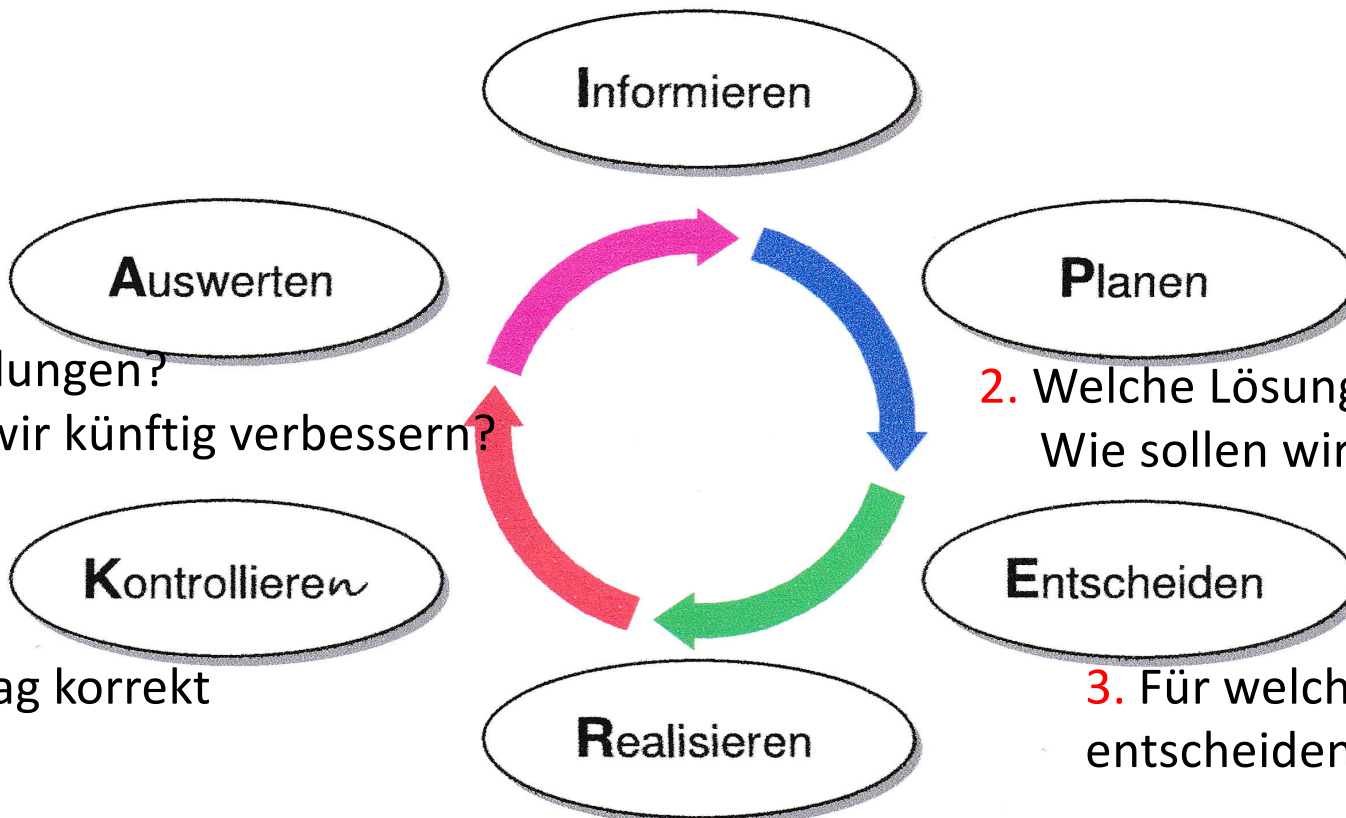 Informieren
Auswerten
Planen
lungen?
wir künftig verbessern?
2. Welche Lösung
Wie sollen wir
Kontrollieren
Entscheiden
ag korrekt
3. Für welch
entscheiden
Realisieren